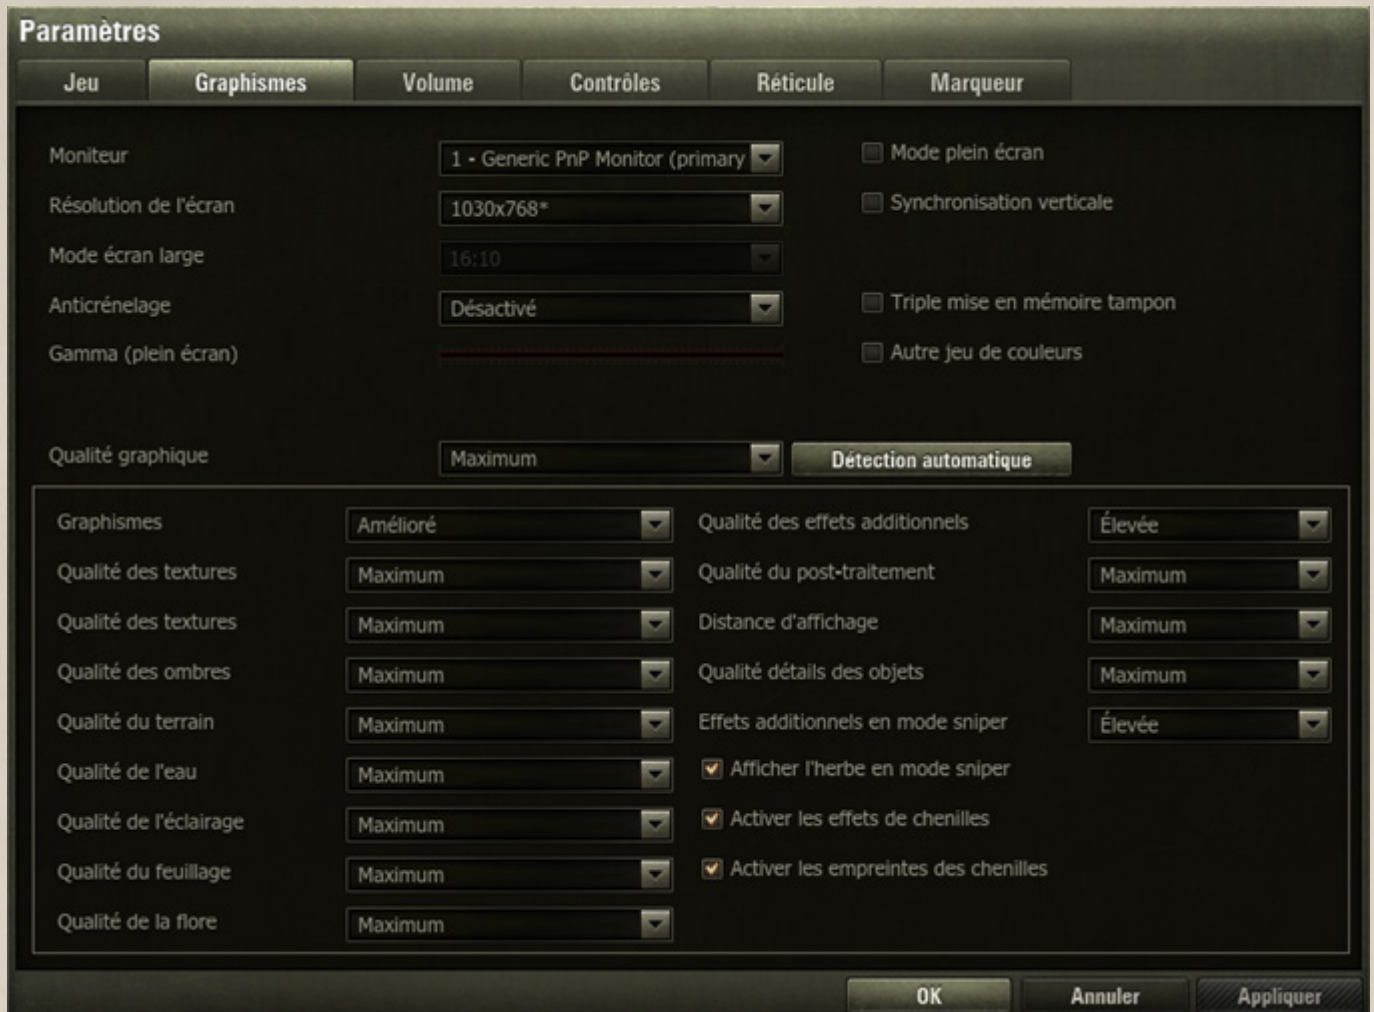 Paramètres
Jeu Graphismes Volume Contrôles Réticule Marqueur
Moniteur 1 - Generic PnP Monitor (primary Mode plein écran
Résolution de l'écran 1030x768* Synchronisation verticale
Mode écran large 16:10
Anticrénelage Désactivé Triple mise en mémoire tampon
Gamma (plein écran) Autre jeu de couleurs
Qualité graphique Maximum Détection automatique
Graphismes Amélioré Qualité des effets additionnels Élevée
Qualité des textures Maximum Qualité du post-traitement Maximum
Qualité des textures Maximum Distance d'affichage Maximum
Qualité des ombres Maximum Qualité détails des objets Maximum
Qualité du terrain Maximum Effets additionnels en mode sniper Élevée
Qualité de l'eau Maximum Afficher l'herbe en mode sniper
Qualité de l'éclairage Maximum Activer les effets de chenilles
Qualité du feuillage Maximum Activer les empreintes des chenilles
Qualité de la flore Maximum
OK Annuler Appliquer